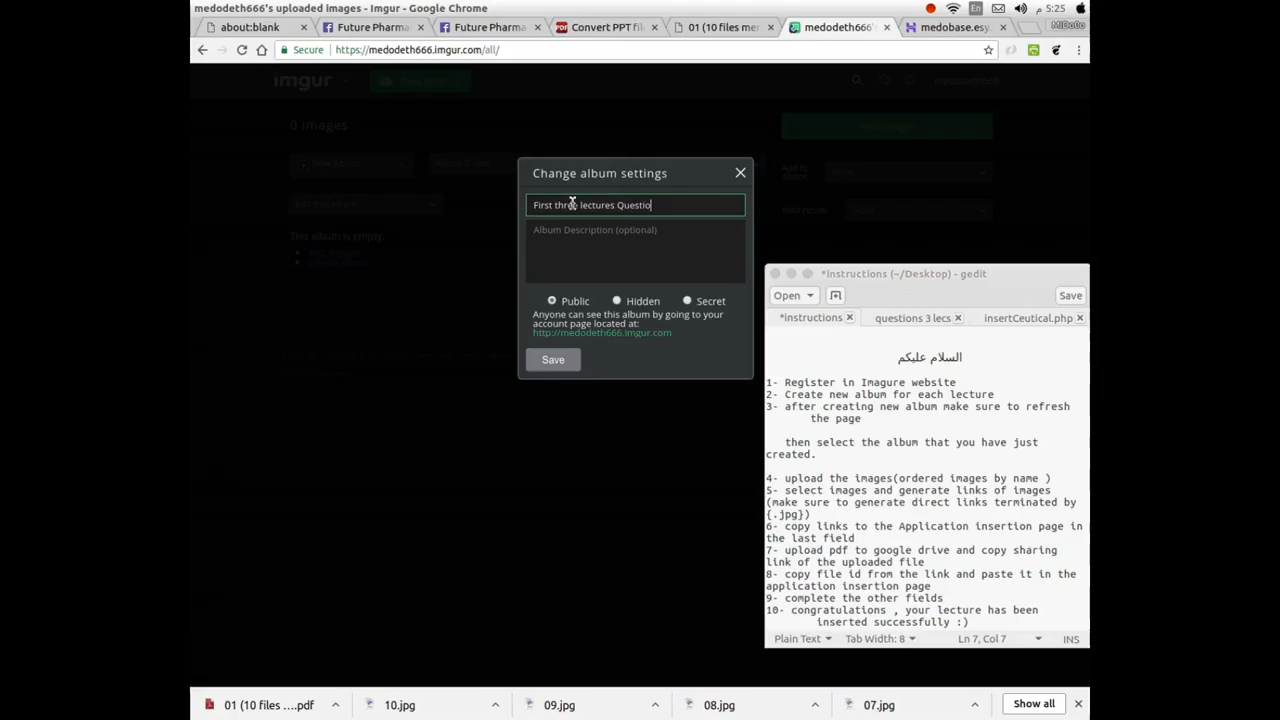 medodeth666's uploaded images - Imgur - Google Chrome
En
5:25 م
about:blank
Future Pharma
Future Pharma
Convert PPT fil
01 (10 files mer
medodeth666'
medobase.esy.
MiDoOo
Secure
https://medodeth666.imgur.com/all/
imgur
0 images
This album is empty.
Change album settings
First three lectures Questio
Album Description (optional)
Public
Hidden
Secret
Anyone can see this album by going to your
account page located at:
http://medodeth666.imgur.com
Save
*instructions (~/Desktop) - gedit
Open
Save
*instructions
questions 3 lecs
insertCeutical.php
السلام عليكم
1- Register in Imagure website
2- Create new album for each lecture
3- after creating new album make sure to refresh
the page
then select the album that you have just
created.
4- upload the images(ordered images by name )
5- select images and generate links of images
(make sure to generate direct links terminated by
{.jpg})
6- copy links to the Application insertion page in
the last field
7- upload pdf to google drive and copy sharing
link of the uploaded file
8- copy file id from the link and paste it in the
application insertion page
9- complete the other fields
10- congratulations , your lecture has been
inserted successfully :)
Plain Text
Tab Width: 8
Ln 7, Col 7
INS
01 (10 files ....pdf
10.jpg
09.jpg
08.jpg
07.jpg
Show all